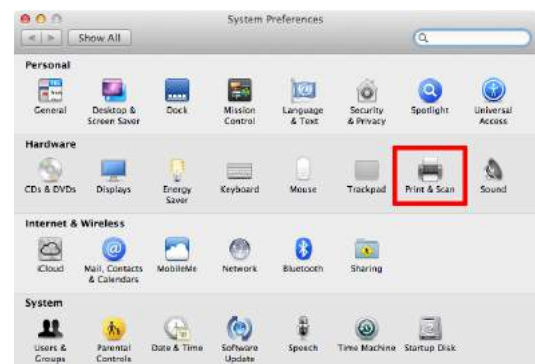 System Preferences
Show All
Personal
General Desktop & Dock Mission Language Security Spotlight Universal
Screen Saver Control & Text & Privacy Access
Hardware
CDs & DVDs Displays Energy Keyboard Mouse Trackpad Print & Scan Sound
Saver
Internet & Wireless
iCloud Mail, Contacts MobileMe Network Bluetooth Sharing
& Calendars
System
Users & Parental Date & Time Software Speech Time Machine Startup Disk
Groups Controls Update